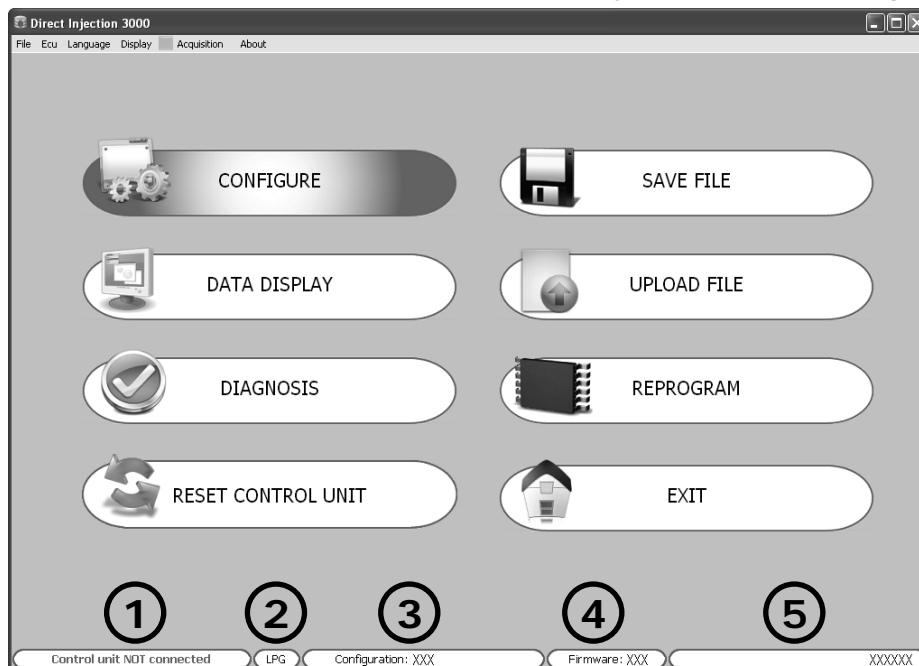 Direct Injection 3000
File Ecu Language Display Acquisition About
CONFIGURE
SAVE FILE
DATA DISPLAY
UPLOAD FILE
DIAGNOSIS
REPROGRAM
RESET CONTROL UNIT
EXIT
1 2 3 4 5
Control unit NOT connected LPG Configuration: XXX Firmware: XXX XXXXXX